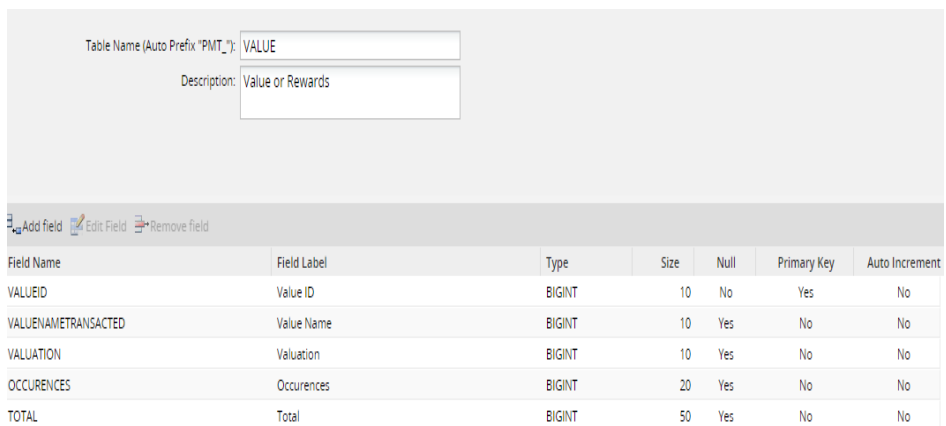 Table Name (Auto Prefix "PMT_"): VALUE
Description: Value or Rewards
Add field Edit Field Remove field
Field Name Field Label Type Size Null Primary Key Auto Increment
VALUEID Value ID BIGINT 10 No Yes No
VALUENAMETRANSACTED Value Name BIGINT 10 Yes No No
VALUATION Valuation BIGINT 10 Yes No No
OCCURENCES Occurences BIGINT 20 Yes No No
TOTAL Total BIGINT 50 Yes No No